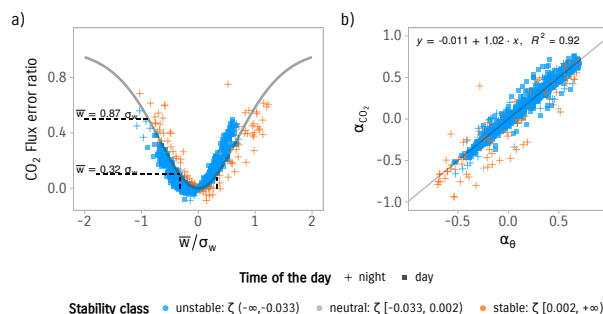 a)
CO2 Flux error ratio
0.8
0.4
0.0
w̅ = 0.87 σw
w̅ = 0.32 σw
−2 −1 0 1 2
w̅/σw
b)
y = -0.011 + 1.02 · x, R² = 0.92
αCO2
1.0
0.5
0.0
−0.5
−1.0
−0.5 0.0 0.5
αθ
Time of the day + night ■ day
Stability class ● unstable: ζ (-∞,-0.033) ● neutral: ζ [-0.033, 0.002) ● stable: ζ [0.002, +∞)